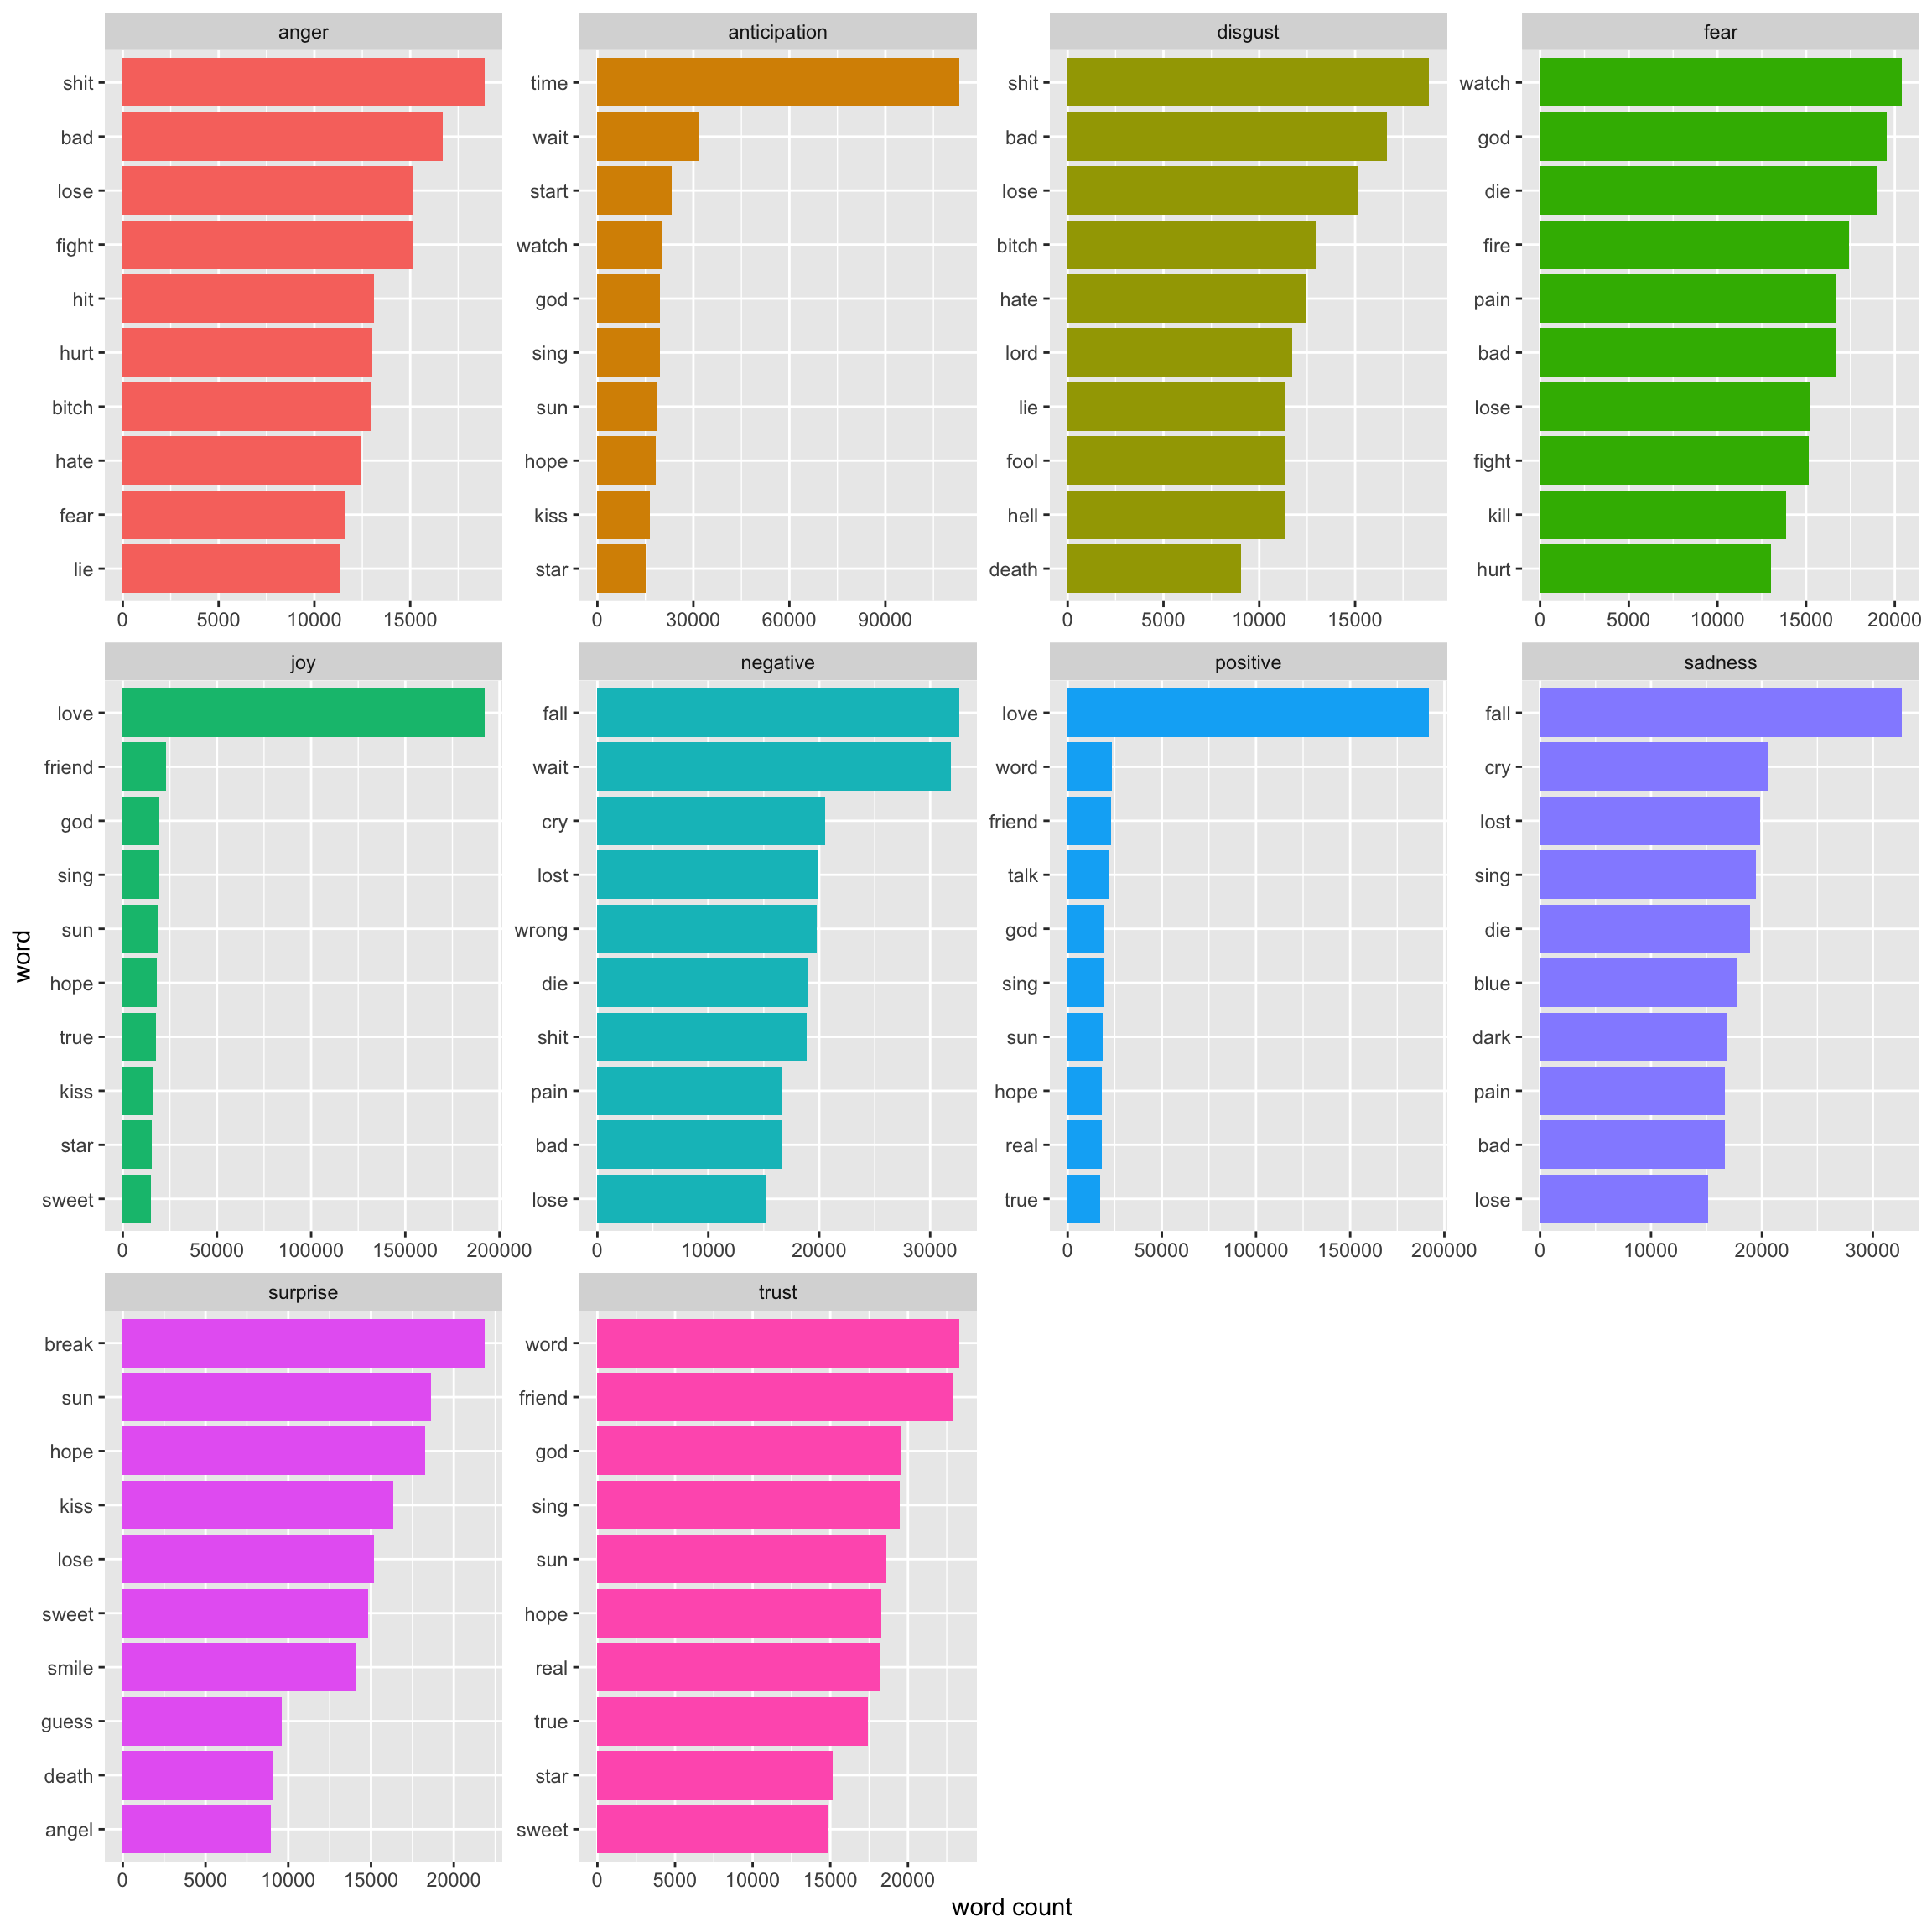 anger
shit
bad
lose
fight
hit
hurt
bitch
hate
fear
lie
0 5000 10000 15000
anticipation
time
wait
start
watch
god
sing
sun
hope
kiss
star
0 30000 60000 90000
disgust
shit
bad
lose
bitch
hate
lord
lie
fool
hell
death
0 5000 10000 15000
fear
watch
god
die
fire
pain
bad
lose
fight
kill
hurt
0 5000 10000 15000 20000
word
joy
love
friend
god
sing
sun
hope
true
kiss
star
sweet
0 50000 100000 150000 200000
negative
fall
wait
cry
lost
wrong
die
shit
pain
bad
lose
0 10000 20000 30000
positive
love
word
friend
talk
god
sing
sun
hope
real
true
0 50000 100000 150000 200000
sadness
fall
cry
lost
sing
die
blue
dark
pain
bad
lose
0 10000 20000 30000
surprise
break
sun
hope
kiss
lose
sweet
smile
guess
death
angel
0 5000 10000 15000 20000
trust
word
friend
god
sing
sun
hope
real
true
star
sweet
0 5000 10000 15000 20000
word count